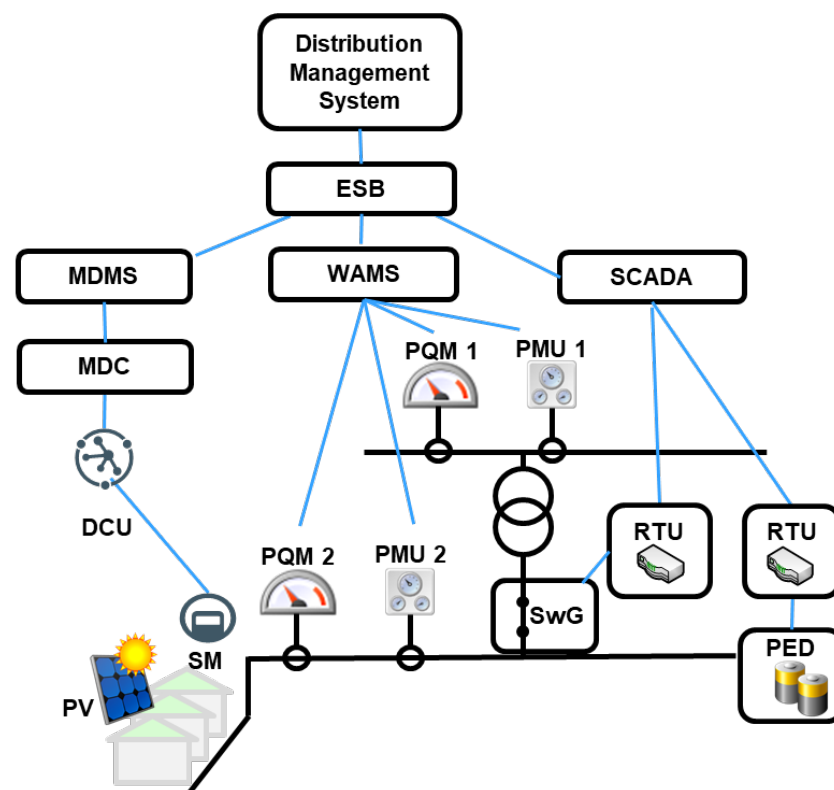 Distribution
Management
System
ESB
MDMS
WAMS
SCADA
MDC
PQM 1
PMU 1
DCU
PQM 2
PMU 2
RTU
RTU
SwG
SM
PV
PED